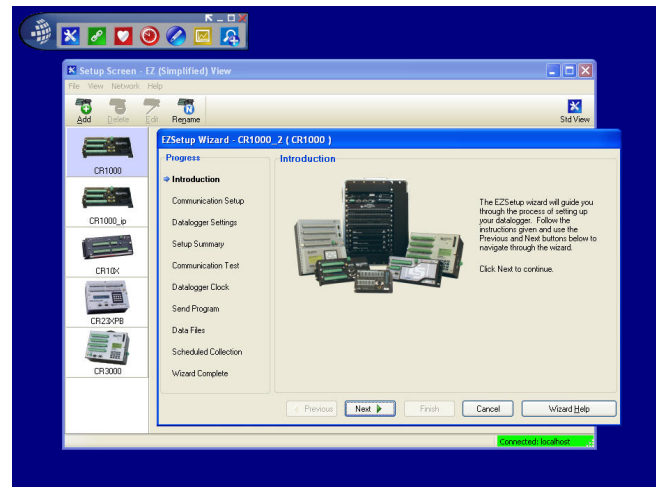 Setup Screen - EZ (Simplified) View
File View Network Help
Add Delete Edit Rename Std View
EZSetup Wizard - CR1000_2 ( CR1000 )
Progress
Introduction
Communication Setup
Datalogger Settings
Setup Summary
Communication Test
Datalogger Clock
Send Program
Data Files
Scheduled Collection
Wizard Complete
Introduction
The EZSetup wizard will guide you
through the process of setting up
your datalogger. Follow the
instructions given and use the
Previous and Next buttons below to
navigate through the wizard.
Click Next to continue.
CR1000
CR1000_ip
CR10X
CR23XPB
CR3000
Previous Next Finish Cancel Wizard Help
Connected: localhost